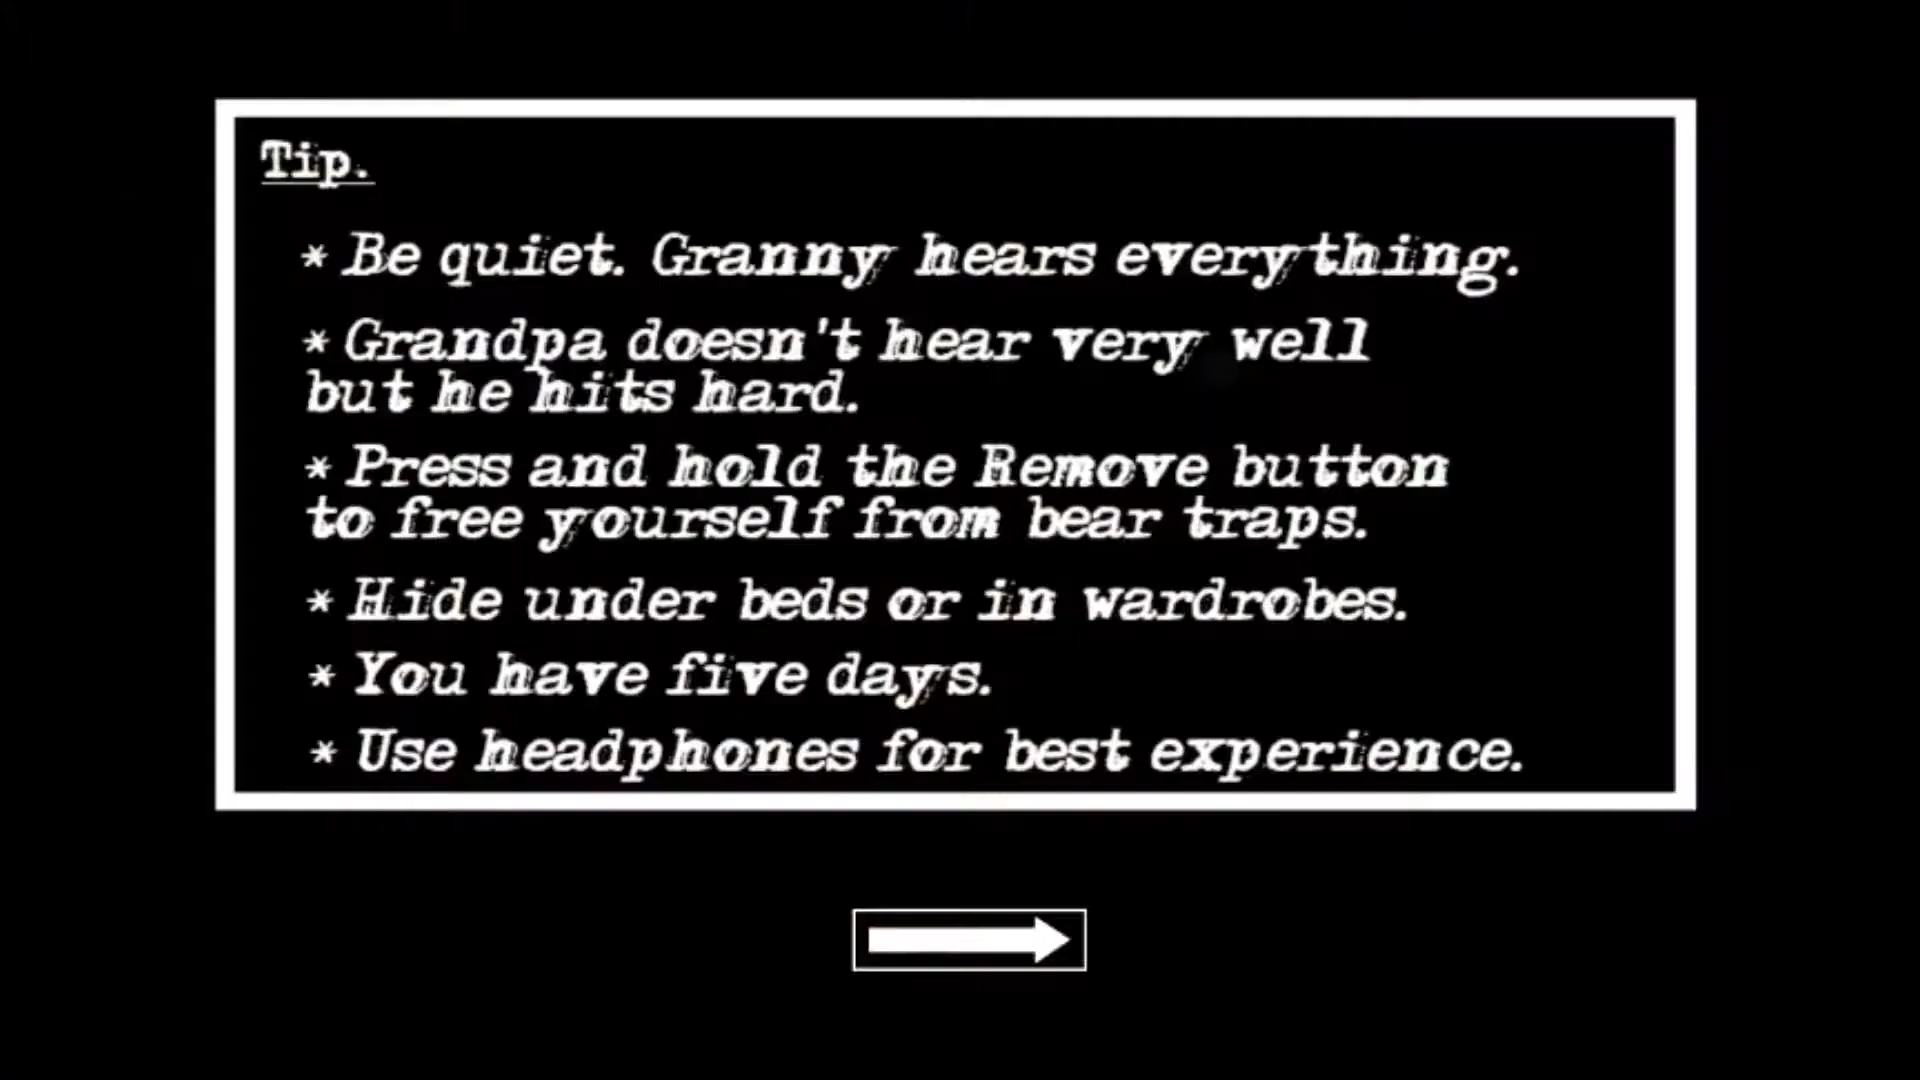 Tip.
* Be quiet. Granny hears everything.
* Grandpa doesn't hear very well
but he hits hard.
* Press and hold the Remove button
to free yourself from bear traps.
* Hide under beds or in wardrobes.
* You have five days.
* Use headphones for best experience.